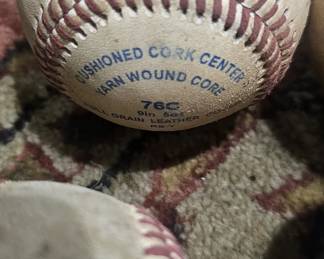 CUSHIONED CORK CENTER
YARN WOUND CORE
76C
9in 5oz
GRAIN LEATHER